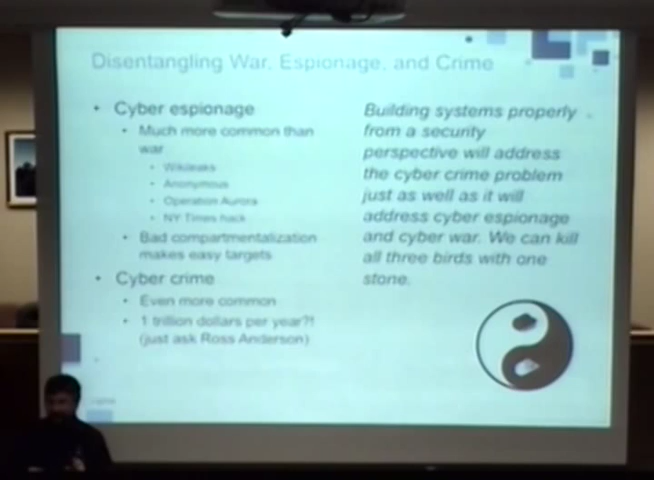 Disentangling War, Espionage, and Crime
• Cyber espionage
• Much more common than
war
• Wikileaks
• Anonymous
• Operation Aurora
• NY Times hack
• Bad compartmentalization
makes easy targets
• Cyber crime
• Even more common
• 1 trillion dollars per year?!
(just ask Ross Anderson)
Building systems properly
from a security
perspective will address
the cyber crime problem
just as well as it will
address cyber espionage
and cyber war. We can kill
all three birds with one
stone.